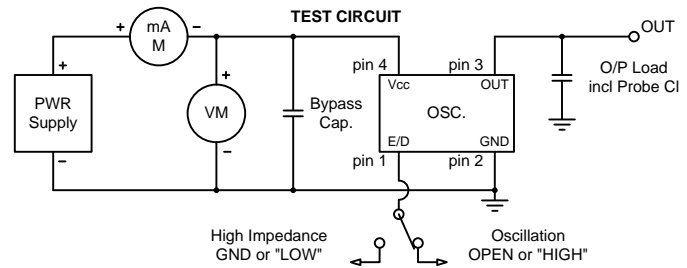 TEST CIRCUIT
+
mA
M
-
OUT
pin 4
pin 3
+
PWR
Supply
-
+
VM
-
Bypass
Cap.
Vcc
OUT
OSC.
E/D
GND
O/P Load
incl Probe Cl
pin 1
pin 2
High Impedance
GND or "LOW"
Oscillation
OPEN or "HIGH"